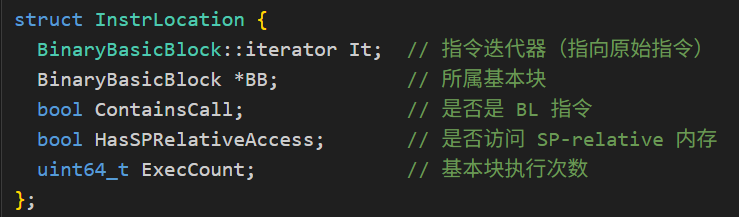 struct InstrLocation {
  BinaryBasicBlock::iterator It;  // 指令迭代器（指向原始指令）
  BinaryBasicBlock *BB;           // 所属基本块
  bool ContainsCall;              // 是否是 BL 指令
  bool HasSPRelativeAccess;       // 是否访问 SP-relative 内存
  uint64_t ExecCount;             // 基本块执行次数
};